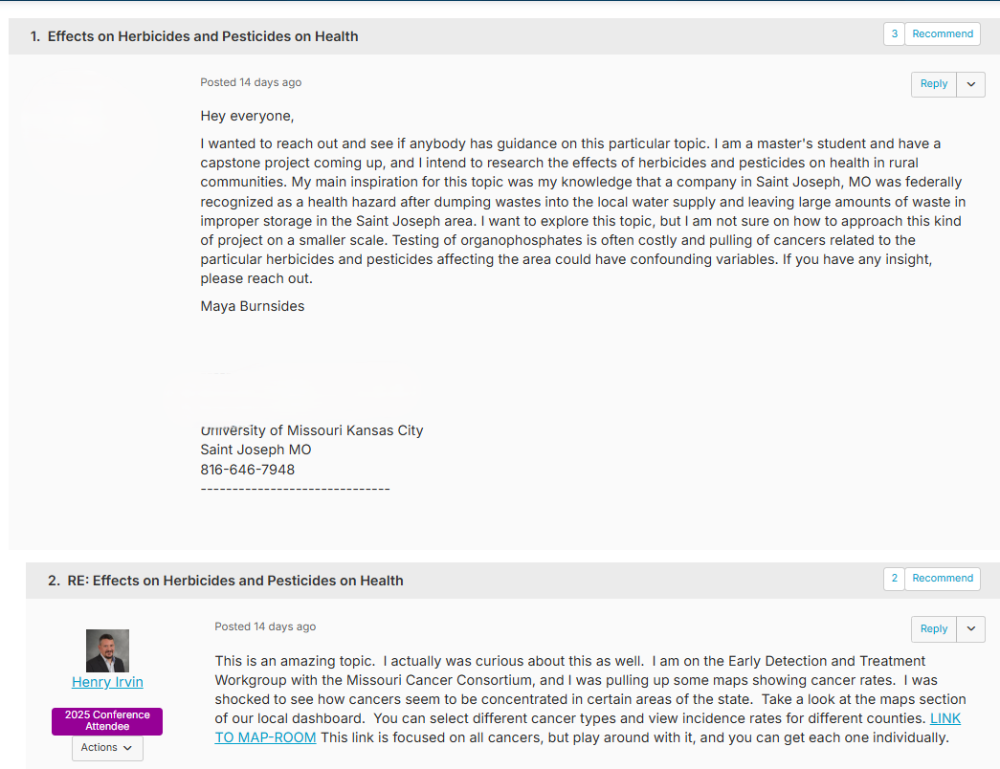 1. Effects on Herbicides and Pesticides on Health
3 Recommend
Posted 14 days ago
Reply
Hey everyone,
I wanted to reach out and see if anybody has guidance on this particular topic. I am a master's student and have a
capstone project coming up, and I intend to research the effects of herbicides and pesticides on health in rural
communities. My main inspiration for this topic was my knowledge that a company in Saint Joseph, MO was federally
recognized as a health hazard after dumping wastes into the local water supply and leaving large amounts of waste in
improper storage in the Saint Joseph area. I want to explore this topic, but I am not sure on how to approach this kind
of project on a smaller scale. Testing of organophosphates is often costly and pulling of cancers related to the
particular herbicides and pesticides affecting the area could have confounding variables. If you have any insight,
please reach out.
Maya Burnsides
University of Missouri Kansas City
Saint Joseph MO
816-646-7948
------------------------------
2. RE: Effects on Herbicides and Pesticides on Health
2 Recommend
Posted 14 days ago
Reply
Henry Irvin
2025 Conference
Attendee
Actions
This is an amazing topic.  I actually was curious about this as well.  I am on the Early Detection and Treatment
Workgroup with the Missouri Cancer Consortium, and I was pulling up some maps showing cancer rates.  I was
shocked to see how cancers seem to be concentrated in certain areas of the state.  Take a look at the maps section
of our local dashboard.  You can select different cancer types and view incidence rates for different counties. LINK
TO MAP-ROOM This link is focused on all cancers, but play around with it, and you can get each one individually.